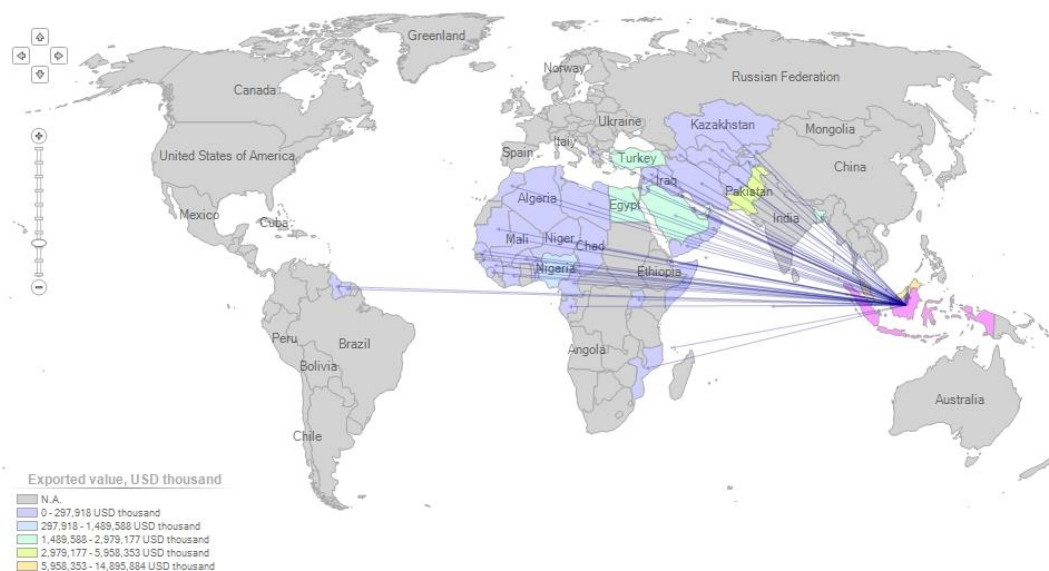 Greenland
Norway
Russian Federation
Canada
Ukraine
Kazakhstan
Mongolia
Italy
United States of America
Spain
Turkey
China
Iraq
Pakistan
Algeria
Egypt
India
Mexico
Cuba
Mali
Niger
Chad
Nigeria
Ethiopia
Peru
Brazil
Angola
Bolivia
Australia
Chile
Exported value, USD thousand
N.A.
0 - 297,918 USD thousand
297,918 - 1,489,588 USD thousand
1,489,588 - 2,979,177 USD thousand
2,979,177 - 5,958,353 USD thousand
5,958,353 - 14,895,884 USD thousand